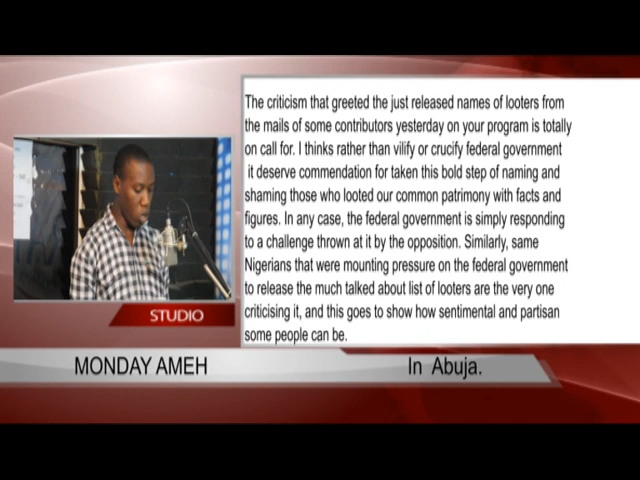 The criticism that greeted the just released names of looters from
the mails of some contributors yesterday on your program is totally
on call for. I thinks rather than vilify or crucify federal government
it deserve commendation for taken this bold step of naming and
shaming those who looted our common patrimony with facts and
figures. In any case, the federal government is simply responding
to a challenge thrown at it by the opposition. Similarly, same
Nigerians that were mounting pressure on the federal government
to release the much talked about list of looters are the very one
criticising it, and this goes to show how sentimental and partisan
some people can be.
STUDIO
MONDAY AMEH In Abuja.